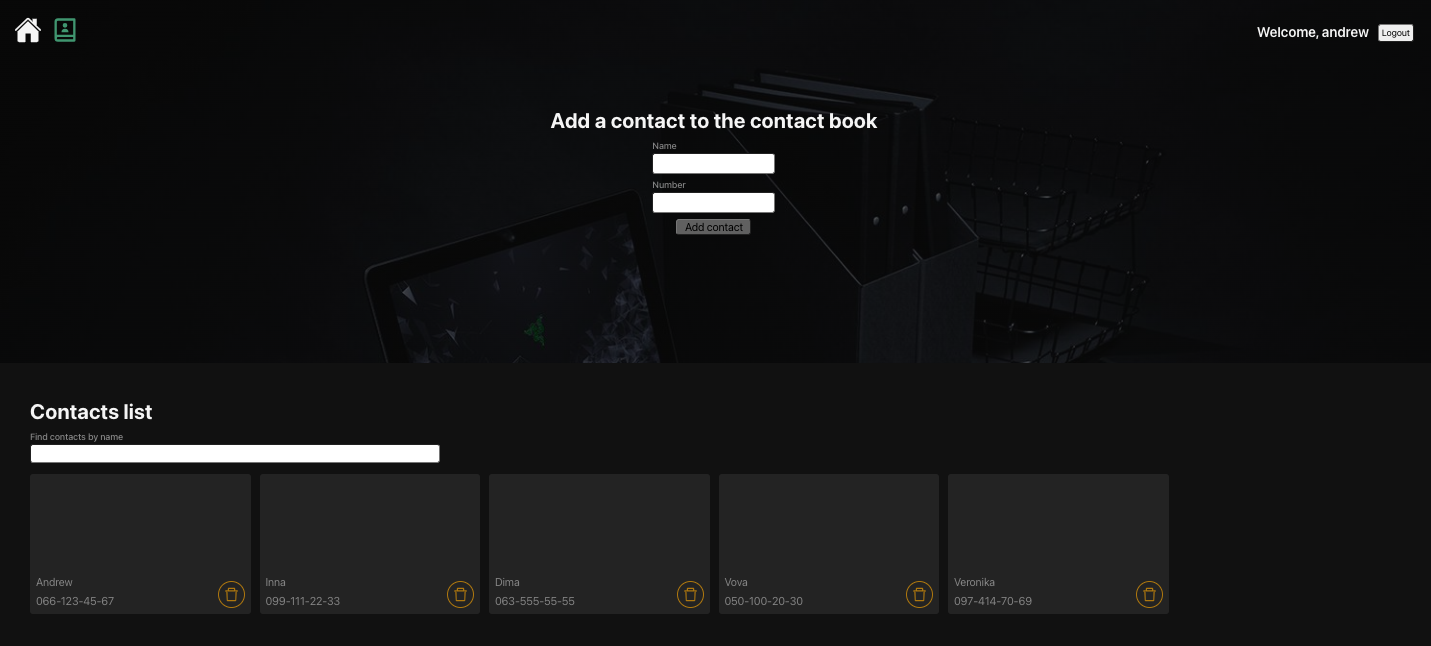 Welcome, andrew
Logout
Add a contact to the contact book
Name
Number
Add contact
Contacts list
Find contacts by name
Andrew
066-123-45-67
Inna
099-111-22-33
Dima
063-555-55-55
Vova
050-100-20-30
Veronika
097-414-70-69